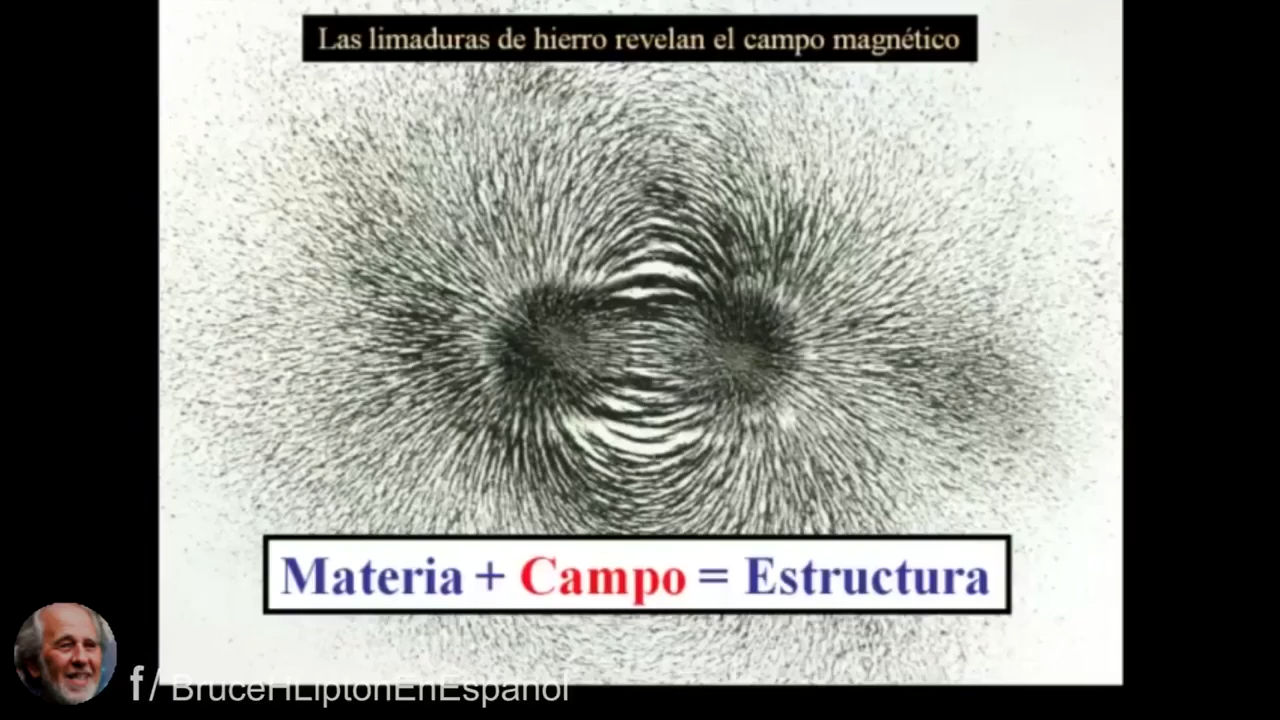 Las limaduras de hierro revelan el campo magnético
Materia + Campo = Estructura
f/BruceHLiptonEnEspanol